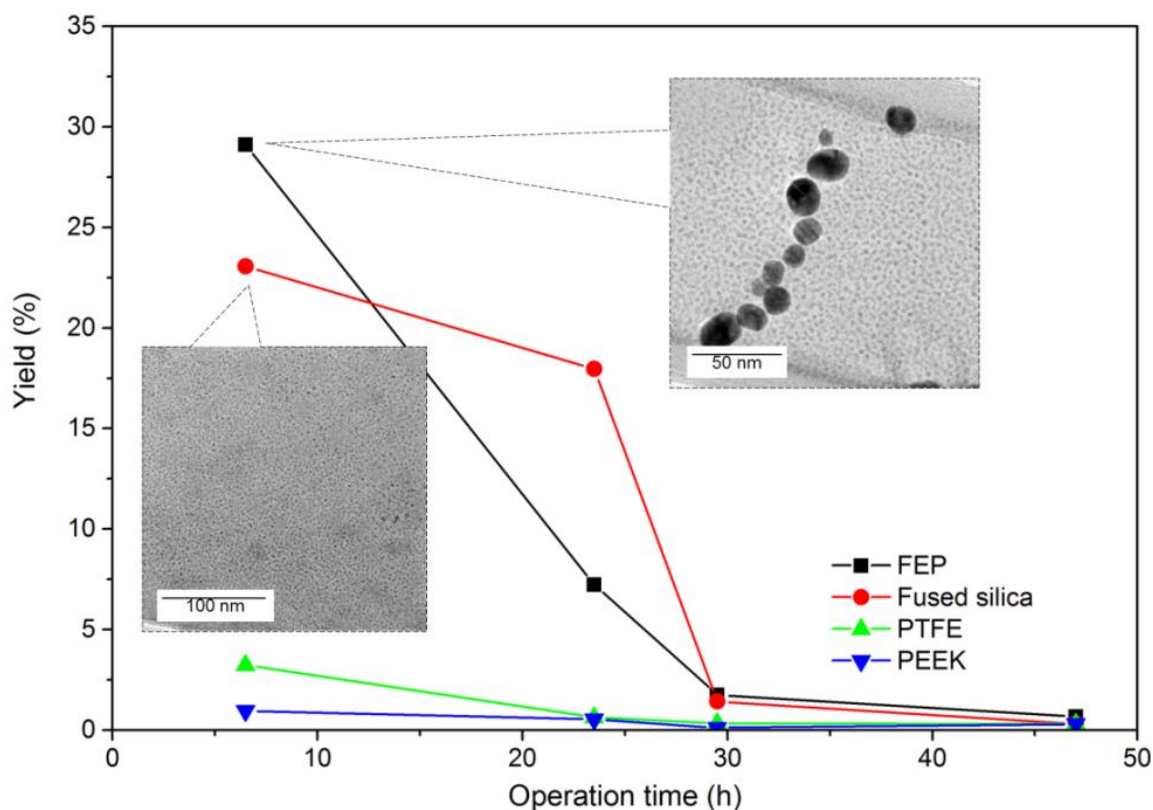 35
30
25
20
15
10
5
0
Yield (%)
50 nm
100 nm
FEP
Fused silica
PTFE
PEEK
0 10 20 30 40 50
Operation time (h)